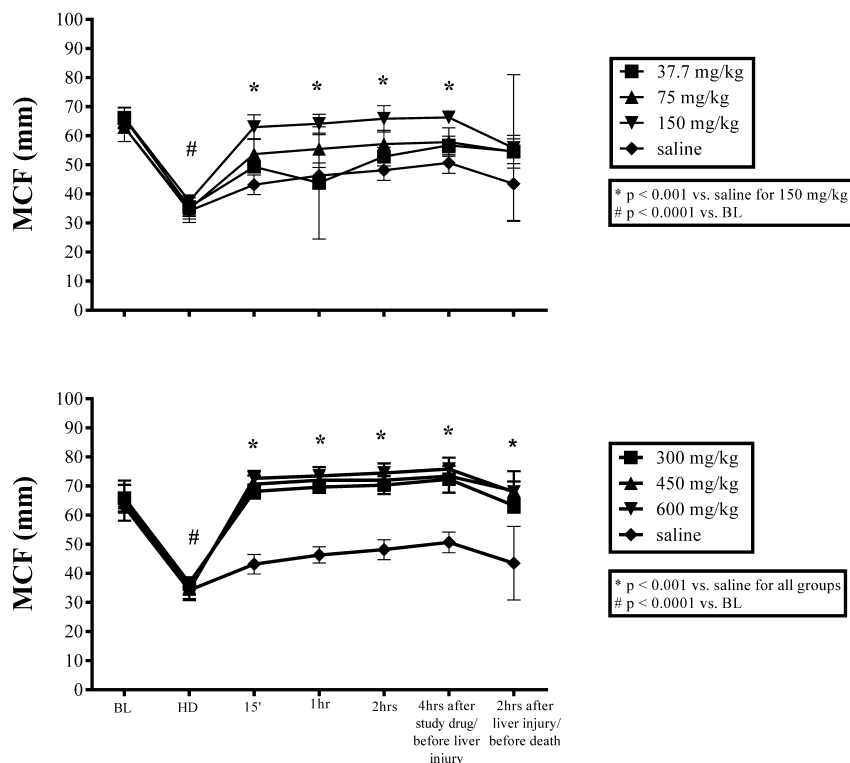 MCF (mm)
100
90
80
70
60
50
40
30
20
10
0
#
*
*
*
*
37.7 mg/kg
75 mg/kg
150 mg/kg
saline
* p < 0.001 vs. saline for 150 mg/kg
# p < 0.0001 vs. BL
MCF (mm)
100
90
80
70
60
50
40
30
20
10
0
#
*
*
*
*
*
300 mg/kg
450 mg/kg
600 mg/kg
saline
* p < 0.001 vs. saline for all groups
# p < 0.0001 vs. BL
BL
HD
15'
1hr
2hrs
4hrs after
study drug/
before liver
injury
2hrs after
liver injury/
before death